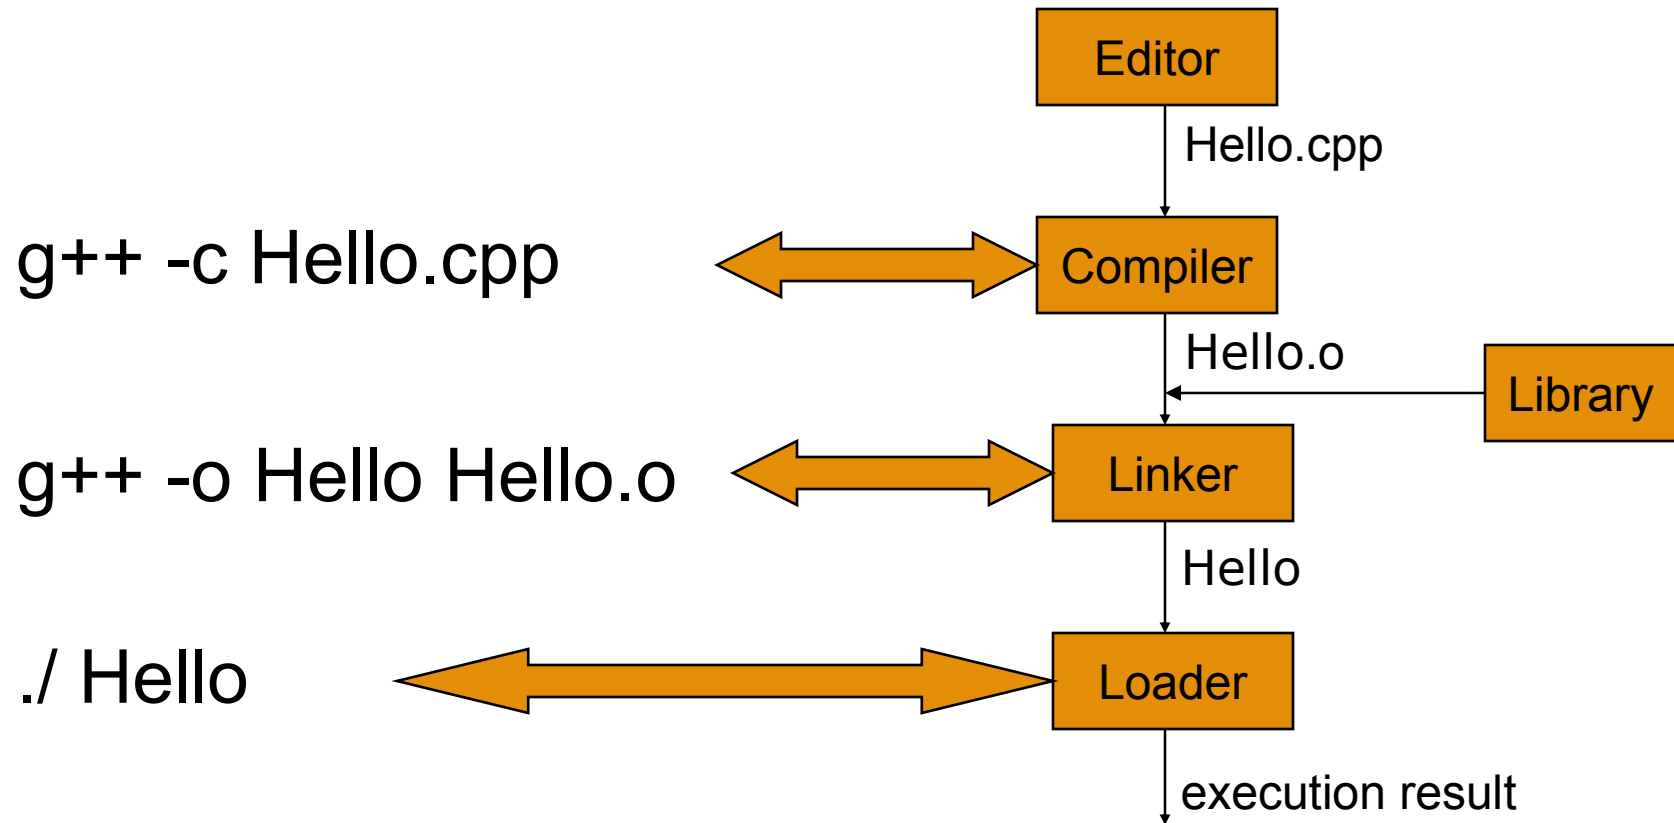 Editor
Hello.cpp
g++ -c Hello.cpp
Compiler
Hello.o
Library
g++ -o Hello Hello.o
Linker
Hello
./ Hello
Loader
execution result